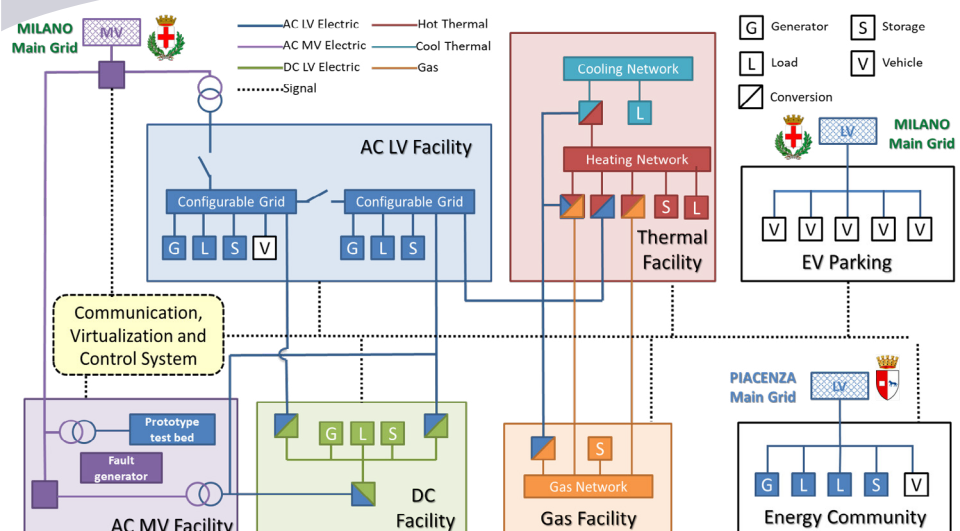 MILANO
Main Grid
MV
AC LV Electric
AC MV Electric
DC LV Electric
Signal
Hot Thermal
Cool Thermal
Gas
G Generator
S Storage
L Load
V Vehicle
Conversion
AC LV Facility
Configurable Grid
G L S V
Configurable Grid
G L S
Cooling Network
L
Heating Network
S L
Thermal
Facility
LV
MILANO
Main Grid
V V V V V
EV Parking
Communication,
Virtualization and
Control System
Prototype
test bed
Fault
generator
AC MV Facility
G L S
DC
Facility
S
Gas Network
Gas Facility
PIACENZA
Main Grid
LV
G L L S V
Energy Community